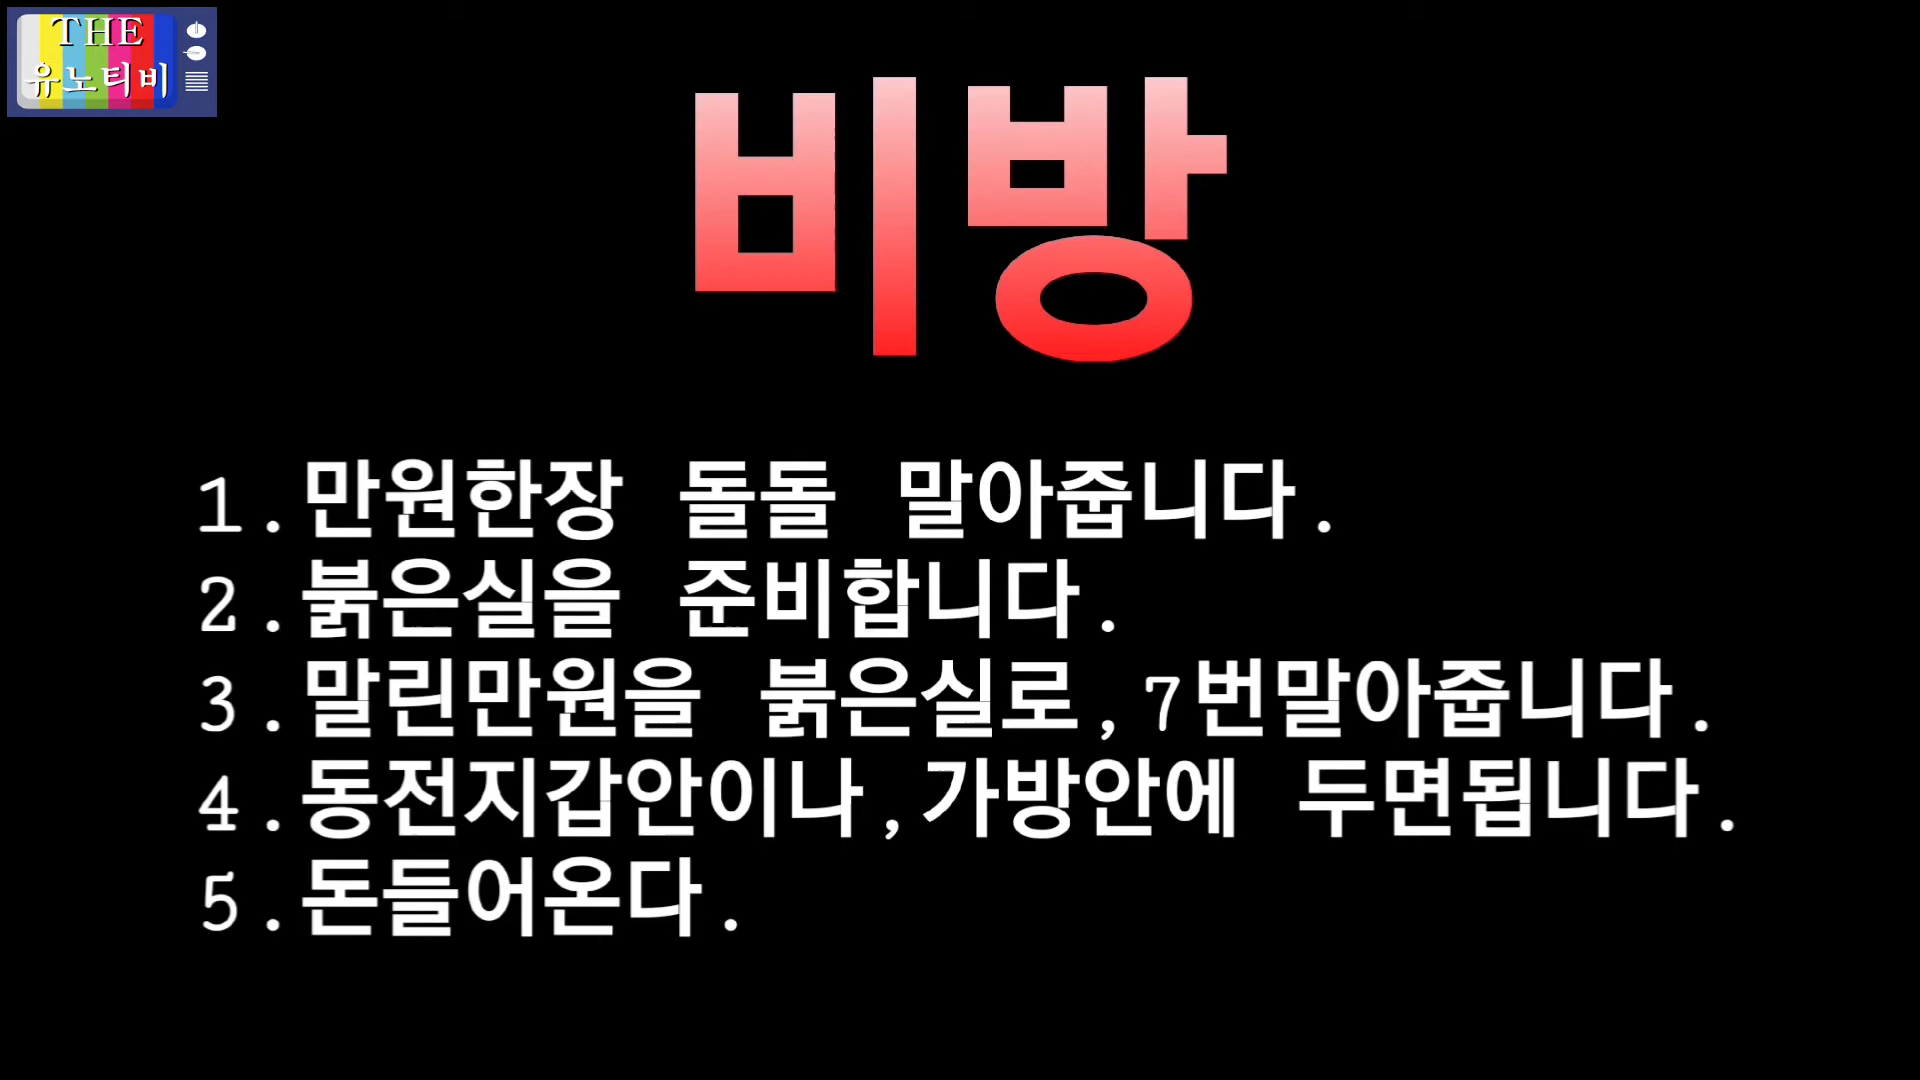 THE
유노티비
비방
1.만원한장 돌돌 말아줍니다.
2.붉은실을 준비합니다.
3.말린만원을 붉은실로,7번말아줍니다.
4.동전지갑안이나,가방안에 두면됩니다.
5.돈들어온다.